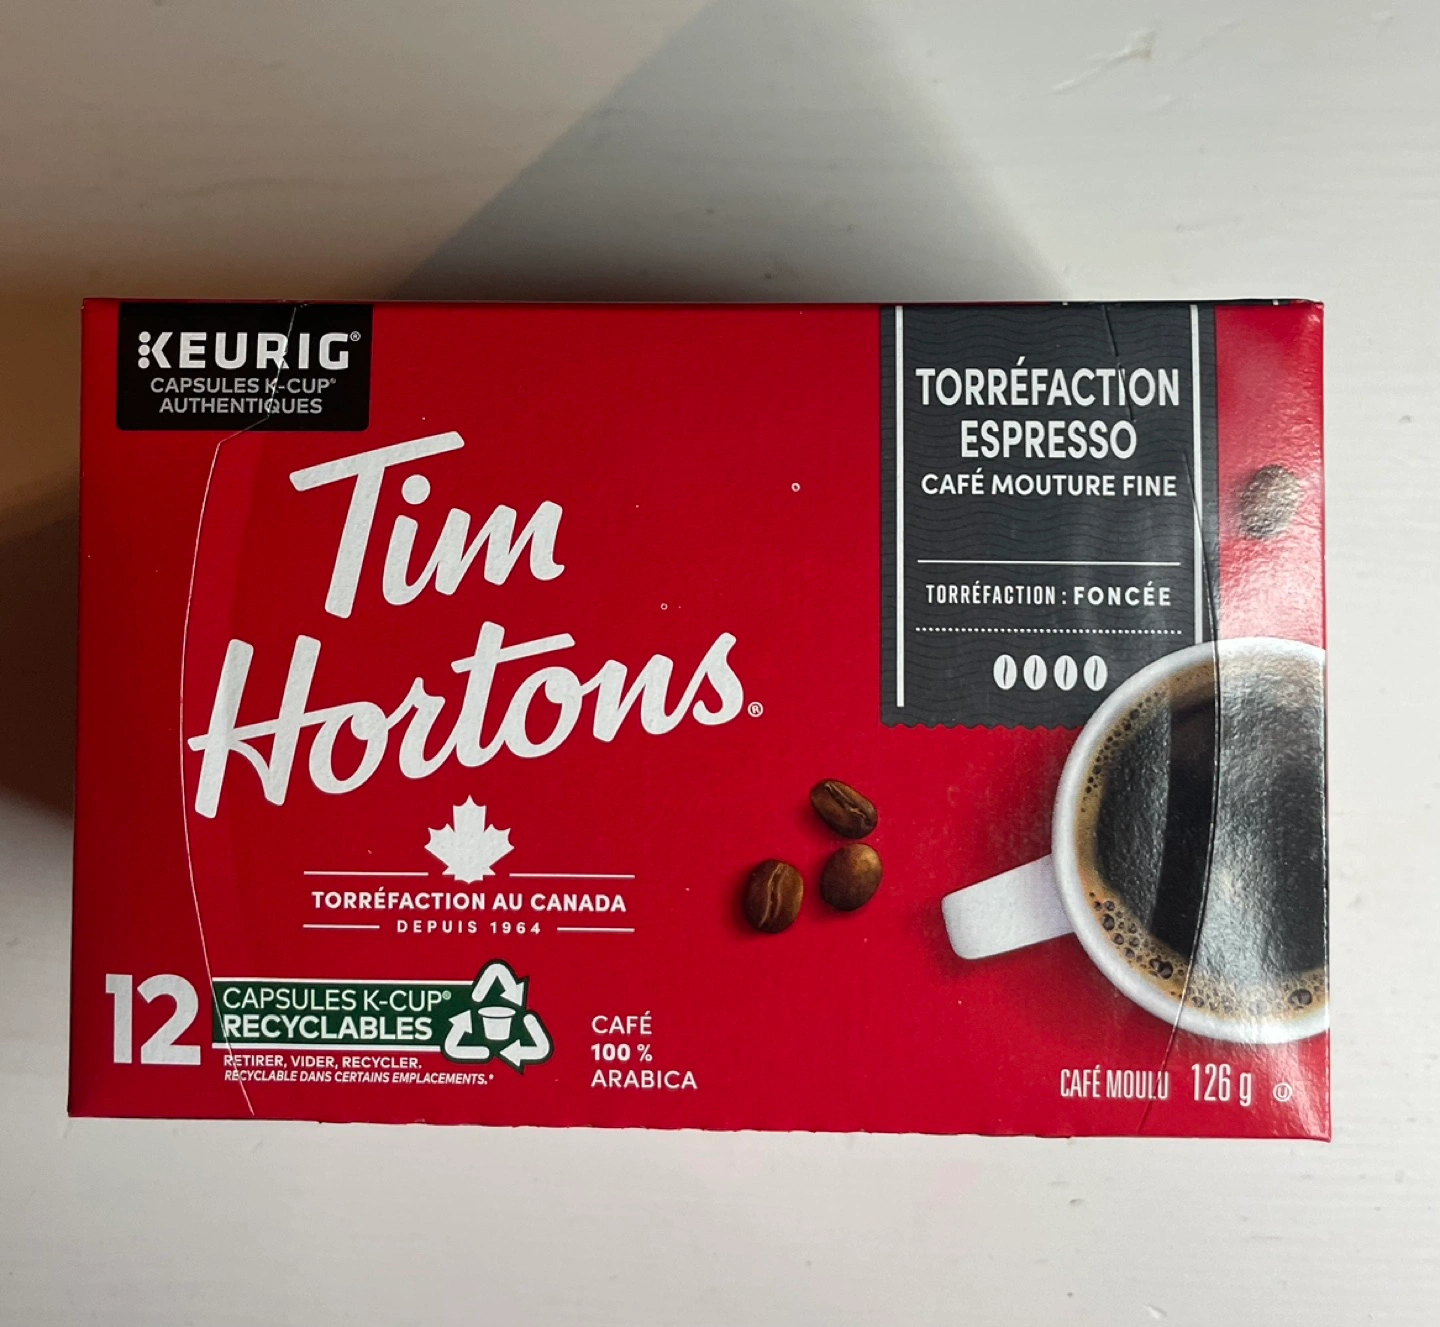 KEURIG®
CAPSULES K-CUP®
AUTHENTIQUES
Tim
Hortons®
TORRÉFACTION AU CANADA
DEPUIS 1964
12
CAPSULES K-CUP®
RECYCLABLES
RETIRER, VIDER, RECYCLER.
RECYCLABLE DANS CERTAINS EMPLACEMENTS.*
CAFÉ
100 %
ARABICA
TORRÉFACTION
ESPRESSO
CAFÉ MOUTURE FINE
TORRÉFACTION : FONCÉE
CAFÉ MOULU 126 g U